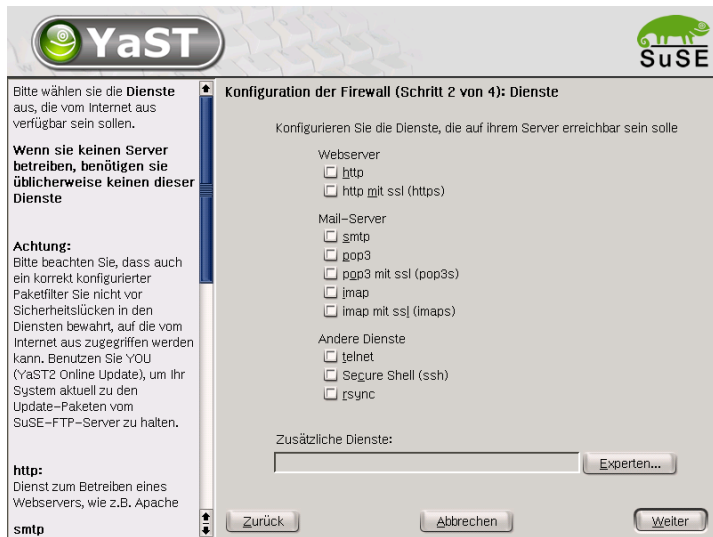 YaST
SuSE
Bitte wählen sie die Dienste
aus, die vom Internet aus
verfügbar sein sollen.
Wenn sie keinen Server
betreiben, benötigen sie
üblicherweise keinen dieser
Dienste
Achtung:
Bitte beachten Sie, dass auch
ein korrekt konfigurierter
Paketfilter Sie nicht vor
Sicherheitslücken in den
Diensten bewahrt, auf die vom
Internet aus zugegriffen werden
kann. Benutzen Sie YOU
(YaST2 Online Update), um Ihr
System aktuell zu den
Update-Paketen vom
SuSE-FTP-Server zu halten.
http:
Dienst zum Betreiben eines
Webservers, wie z.B. Apache
smtp
Konfiguration der Firewall (Schritt 2 von 4): Dienste
Konfigurieren Sie die Dienste, die auf ihrem Server erreichbar sein solle
Webserver
http
http mit ssl (https)
Mail-Server
smtp
pop3
pop3 mit ssl (pop3s)
imap
imap mit ssl (imaps)
Andere Dienste
telnet
Secure Shell (ssh)
rsync
Zusätzliche Dienste:
Experten...
Zurück
Abbrechen
Weiter